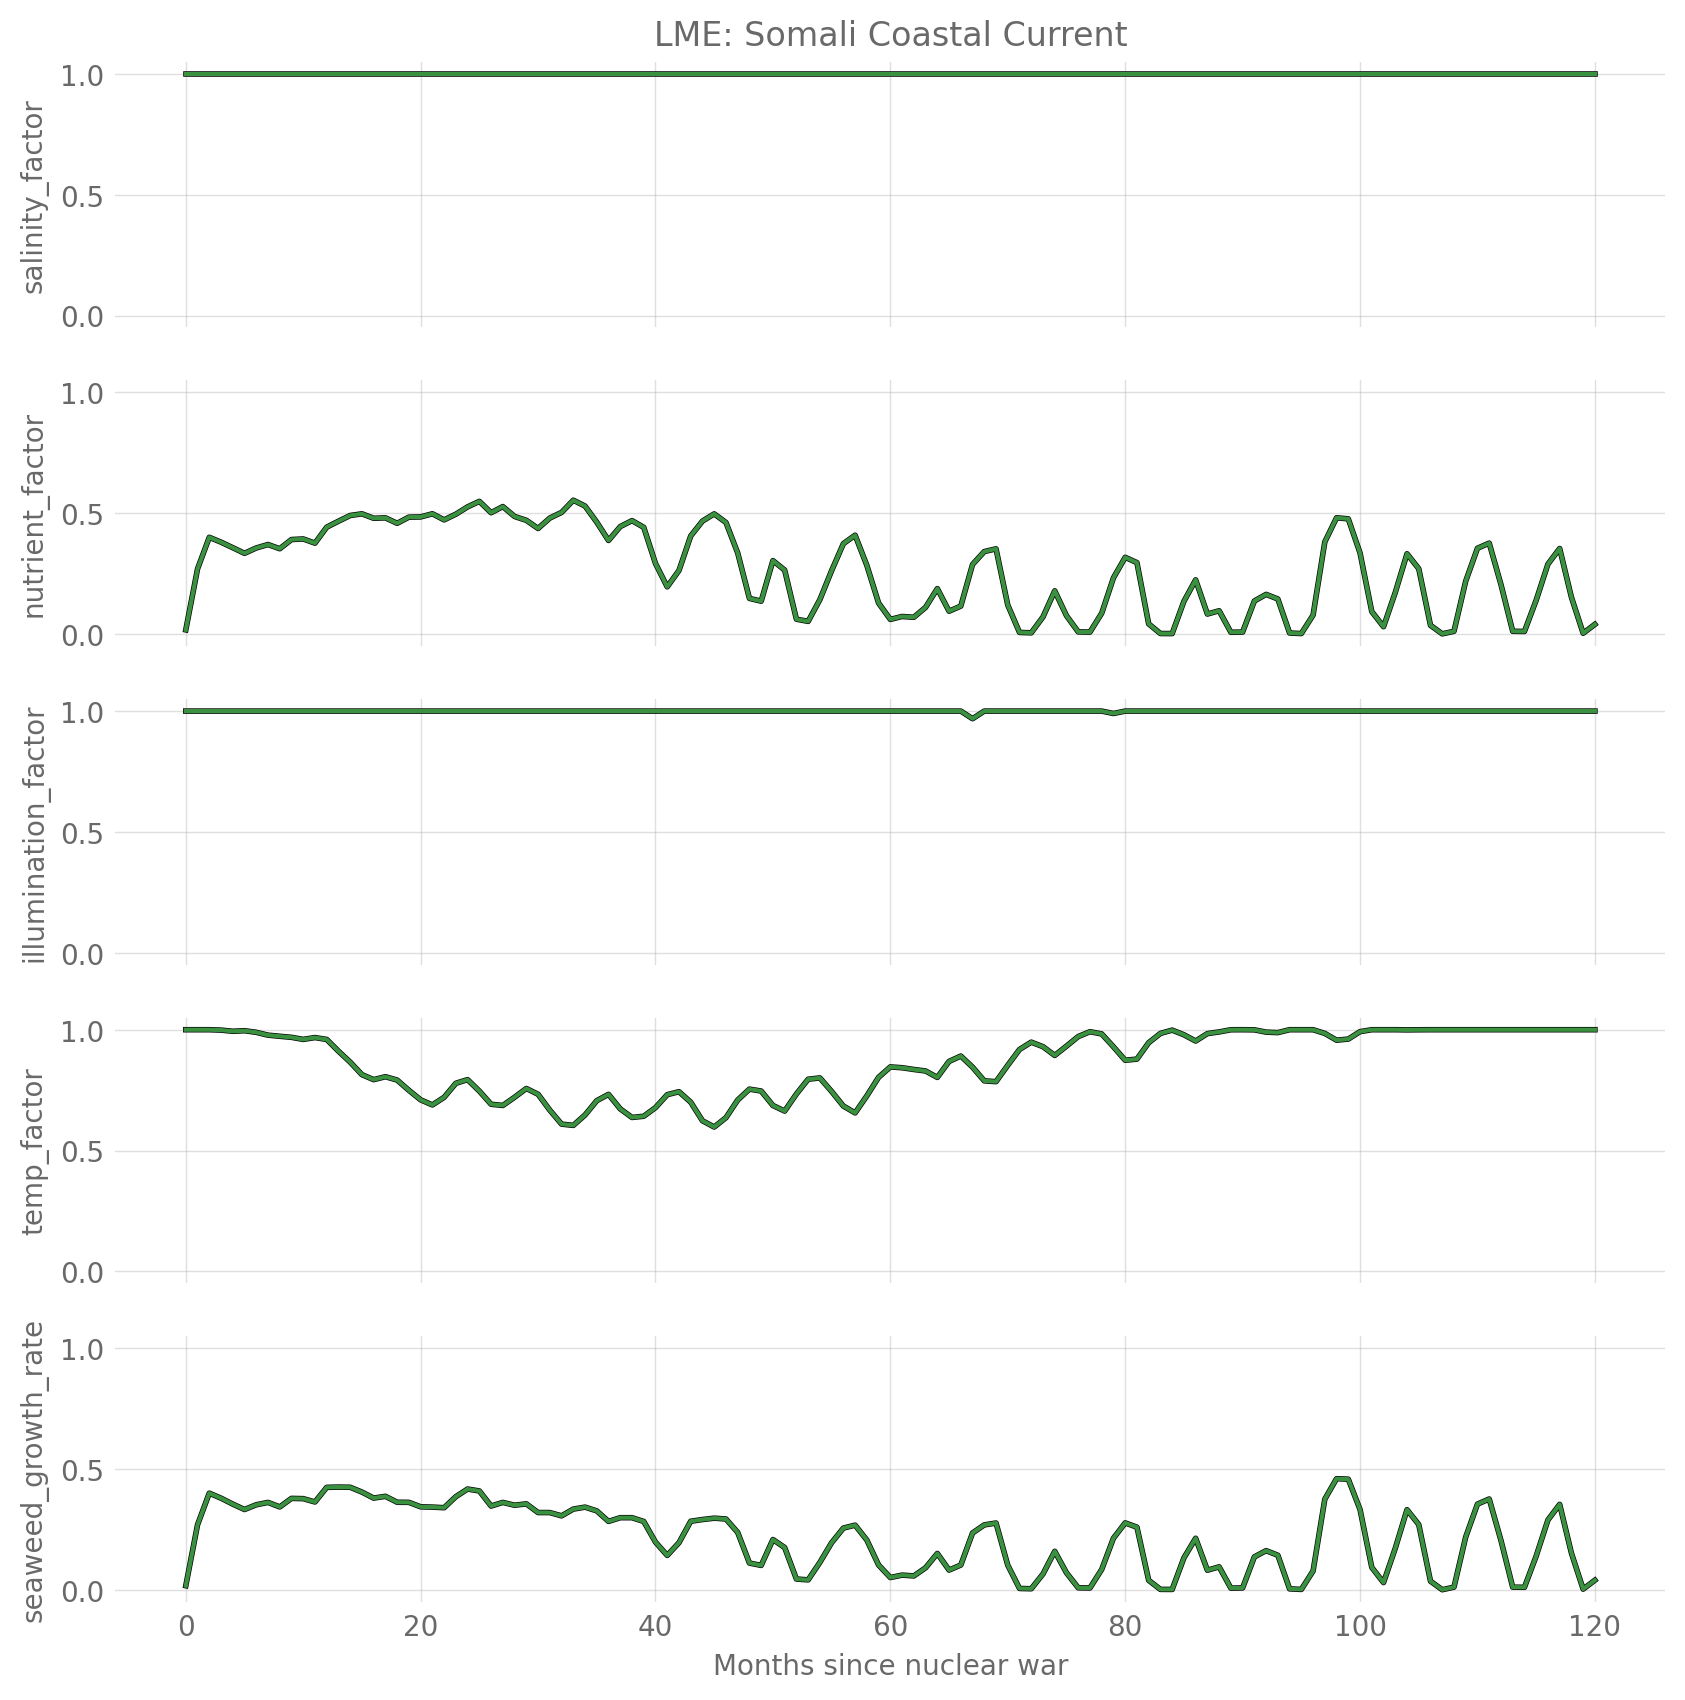 LME: Somali Coastal Current
salinity_factor
1.0
0.5
0.0
nutrient_factor
1.0
0.5
0.0
illumination_factor
1.0
0.5
0.0
temp_factor
1.0
0.5
0.0
seaweed_growth_rate
1.0
0.5
0.0
0 20 40 60 80 100 120
Months since nuclear war